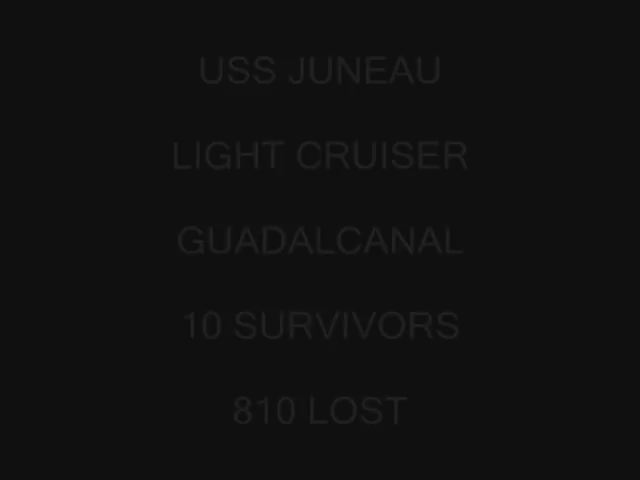 USS JUNEAU
LIGHT CRUISER
GUADALCANAL
10 SURVIVORS
810 LOST